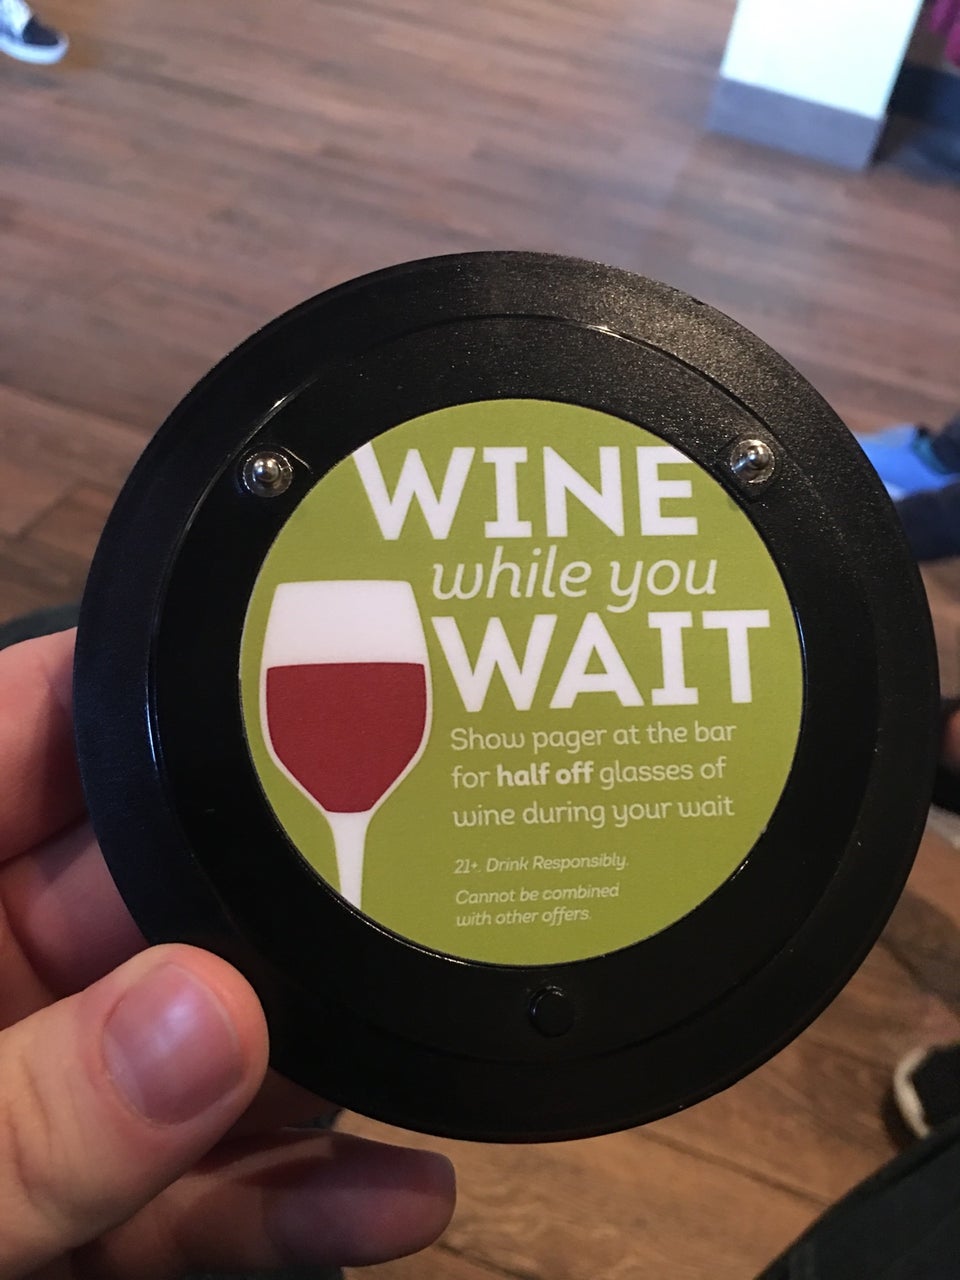 WINE
while you
WAIT
Show pager at the bar
for half off glasses of
wine during your wait
21+. Drink Responsibly.
Cannot be combined
with other offers.